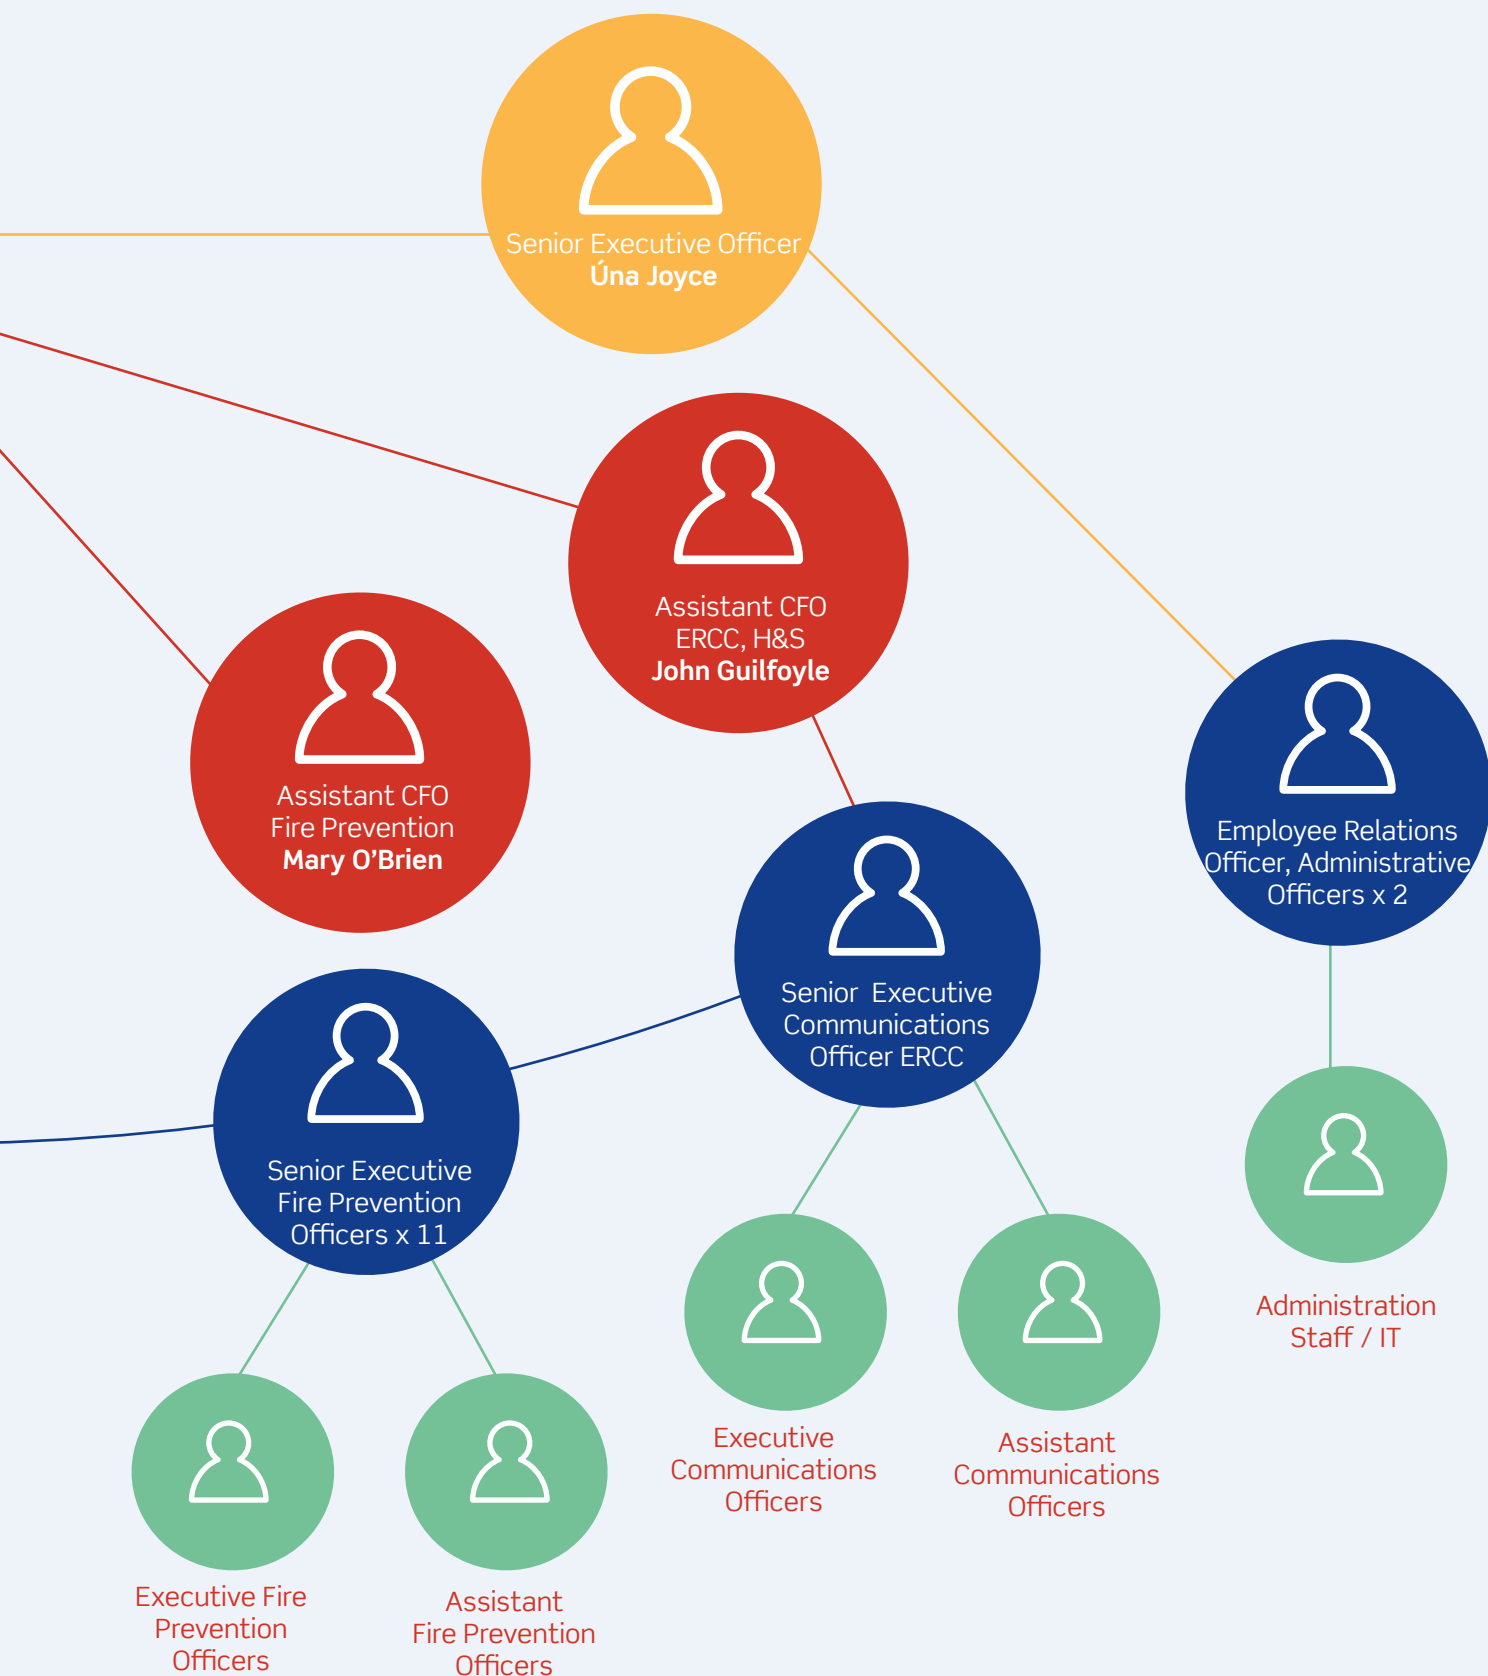 Senior Executive Officer
Úna Joyce
Assistant CFO
ERCC, H&S
John Guilfoyle
Assistant CFO
Fire Prevention
Mary O’Brien
Employee Relations
Officer, Administrative
Officers x 2
Senior Executive
Communications
Officer ERCC
Senior Executive
Fire Prevention
Officers x 11
Administration
Staff / IT
Executive
Communications
Officers
Assistant
Communications
Officers
Executive Fire
Prevention
Officers
Assistant
Fire Prevention
Officers